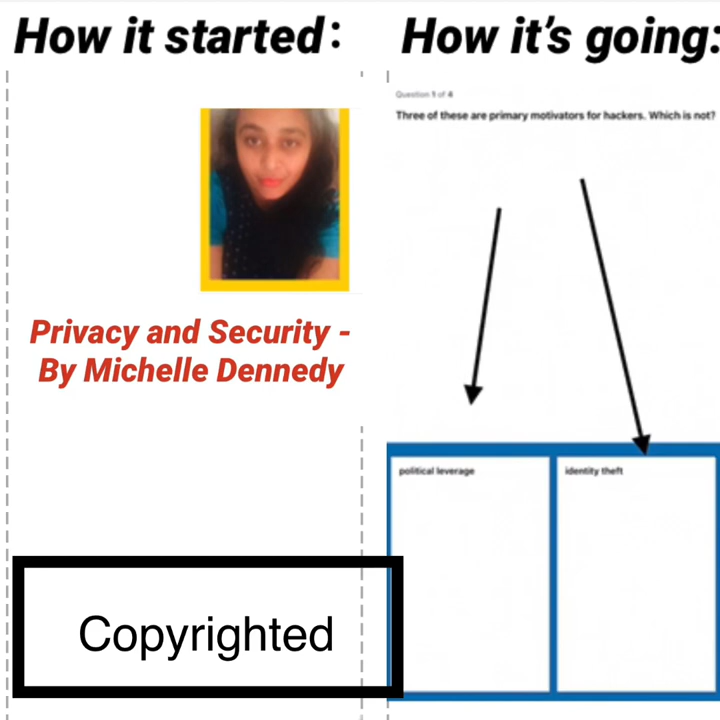 How it started:
How it's going:
Question 1 of 4
Three of these are primary motivators for hackers. Which is not?
Privacy and Security -
By Michelle Dennedy
political leverage
identity theft
Copyrighted